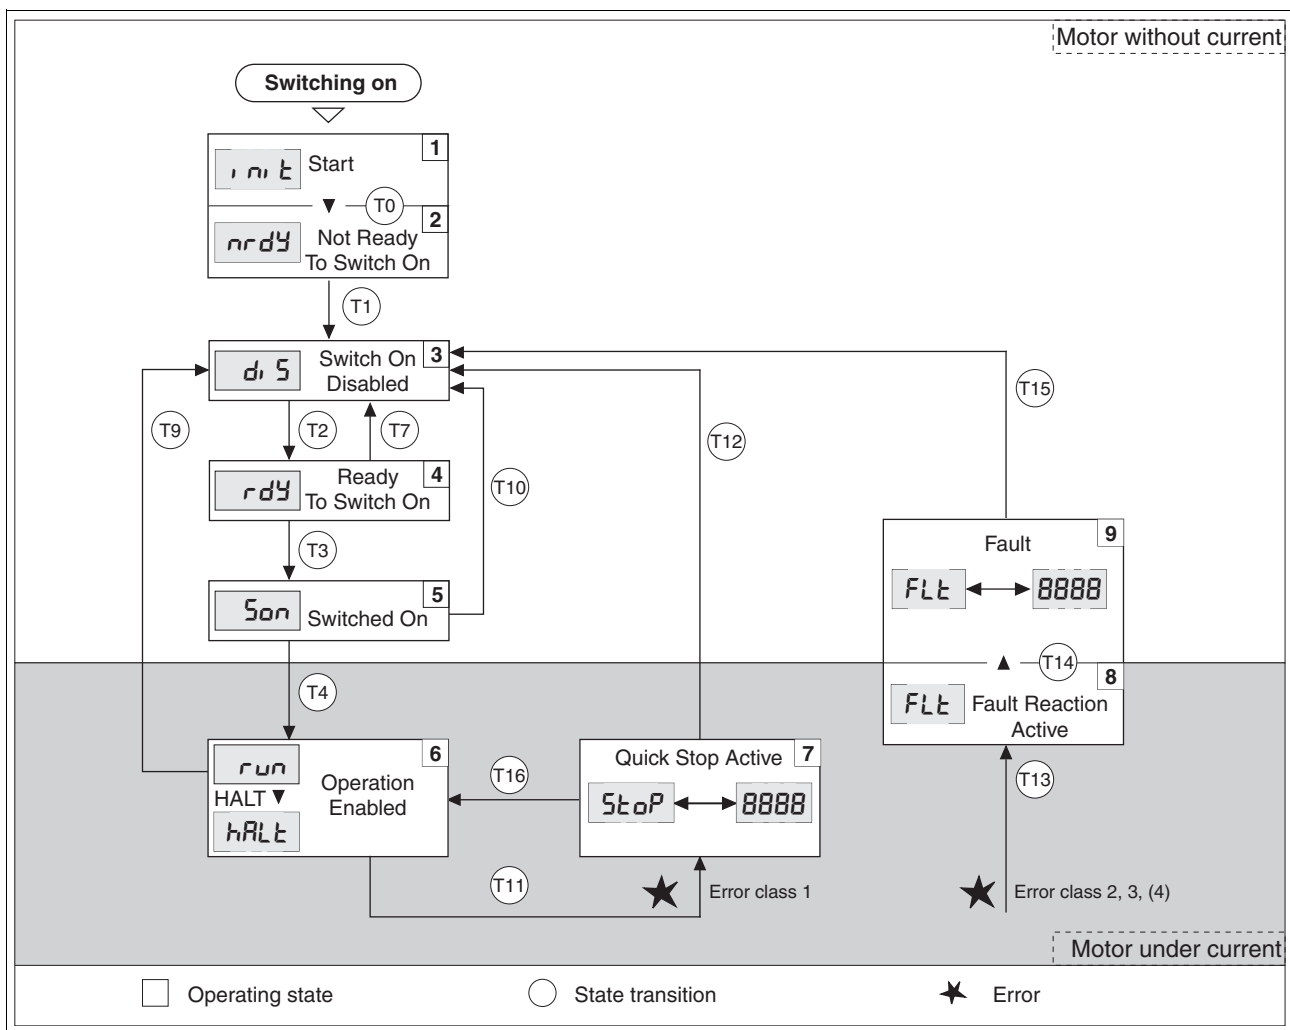 Motor without current
Switching on
1
init
Start
T0
2
nrdy
Not Ready
To Switch On
T1
3
diS
Switch On
Disabled
T9
T2
T7
T10
T12
T15
4
rdy
Ready
To Switch On
T3
5
Son
Switched On
9
Fault
FLt
8888
T14
8
FLt
Fault Reaction
Active
T4
6
run
HALT
hALt
Operation
Enabled
T16
Quick Stop Active
7
StoP
8888
T13
T11
Error class 1
Error class 2, 3, (4)
Motor under current
Operating state
State transition
Error